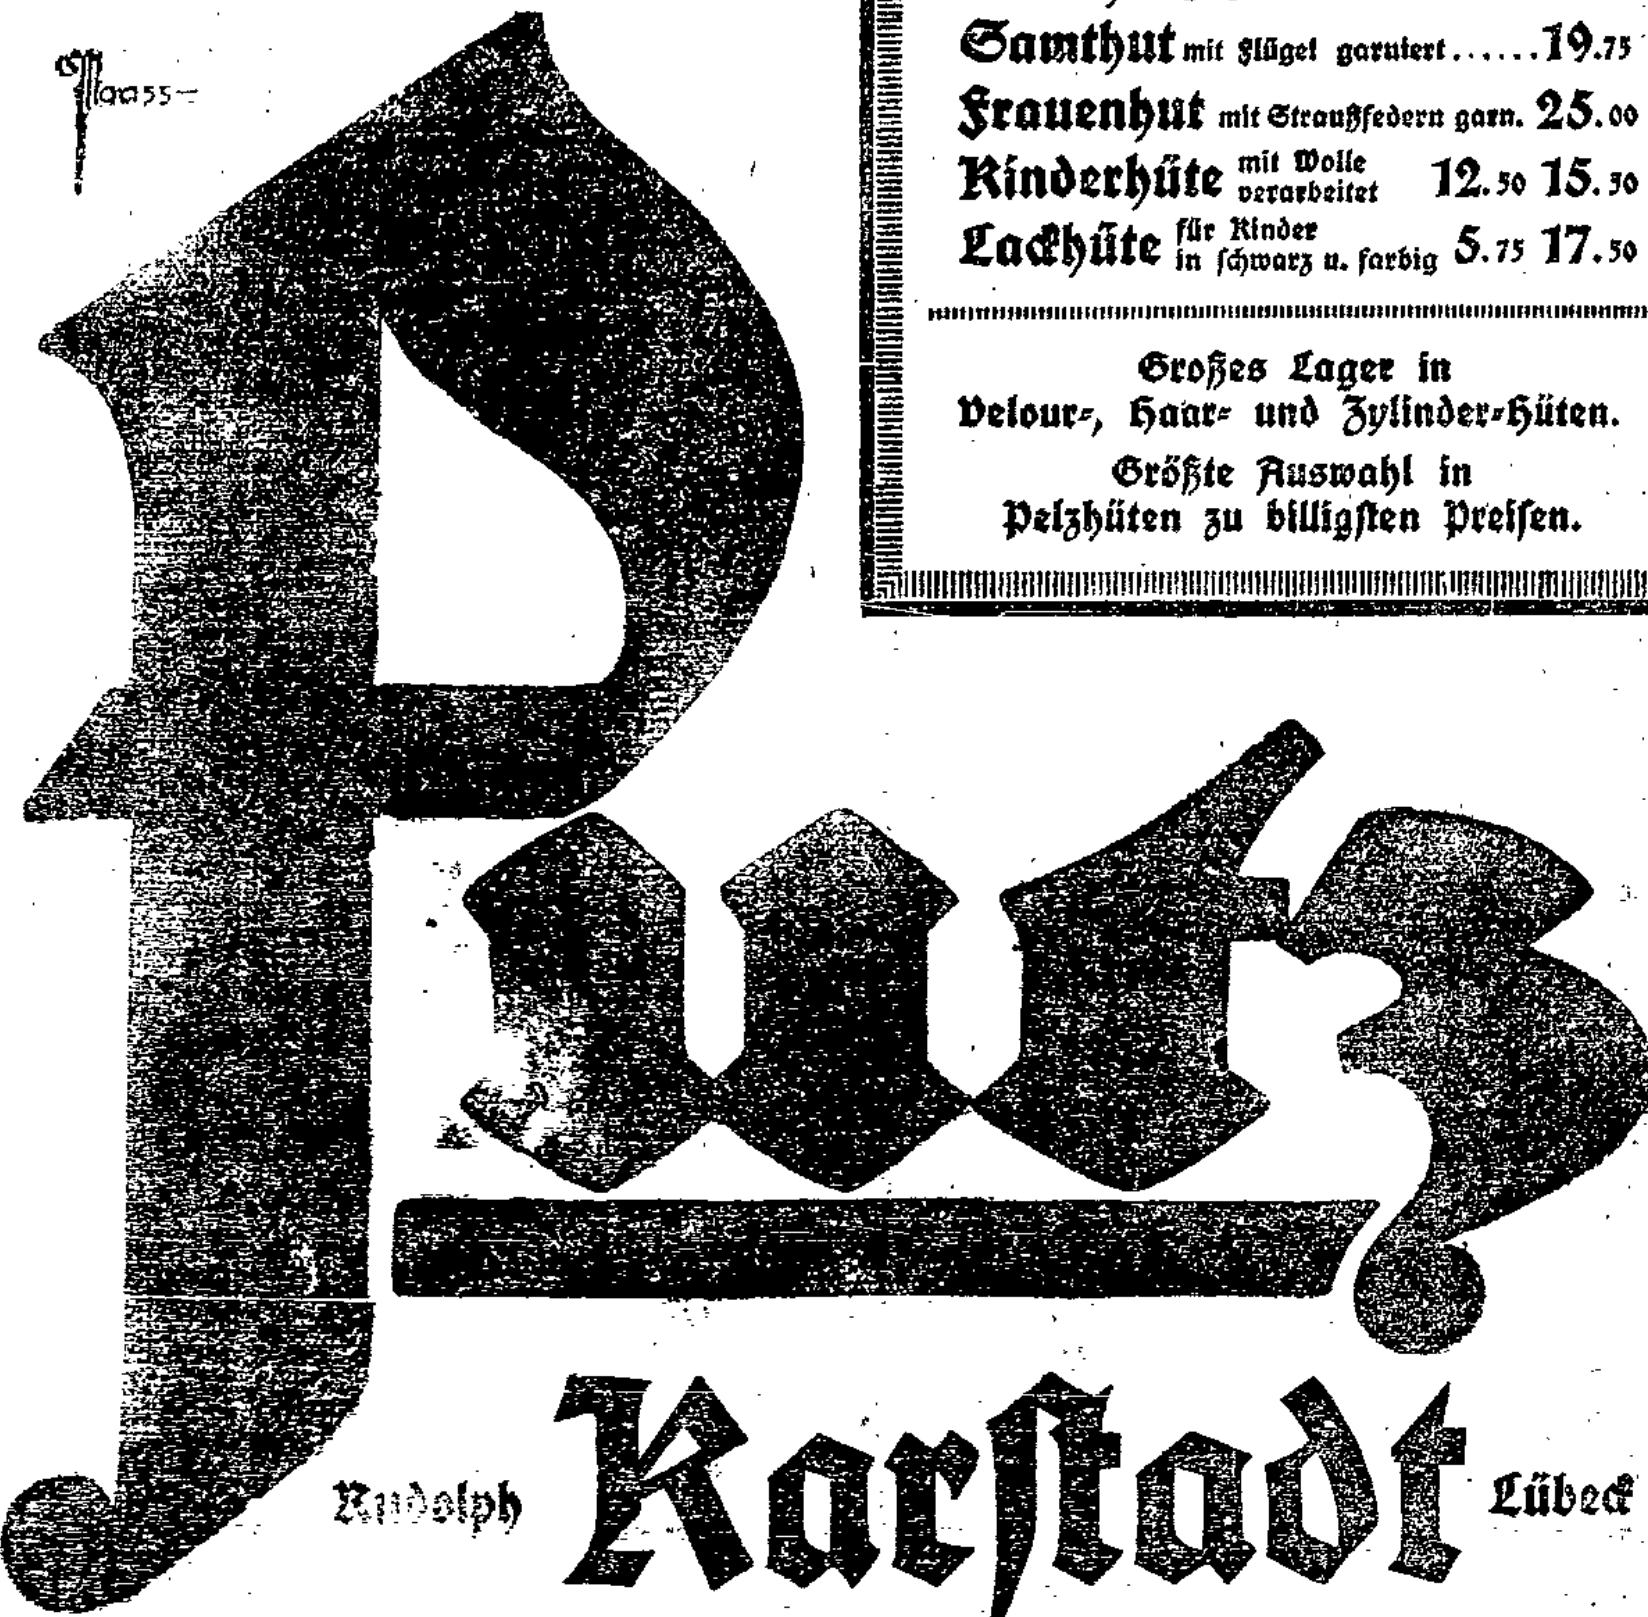 Maass
Samthut mit Flügel garniert......19.75
Frauenhut mit Straußfedern garn. 25.00
Kinderhüte mit Wolle verarbeitet 12.50 15.50
Lackhüte für Kinder in schwarz u. farbig 5.75 17.50
Großes Lager in
Velour-, Haar- und Zylinder-Hüten.
Größte Auswahl in
Pelzhüten zu billigsten Preisen.
Putz
Rudolph Karstadt Lübeck